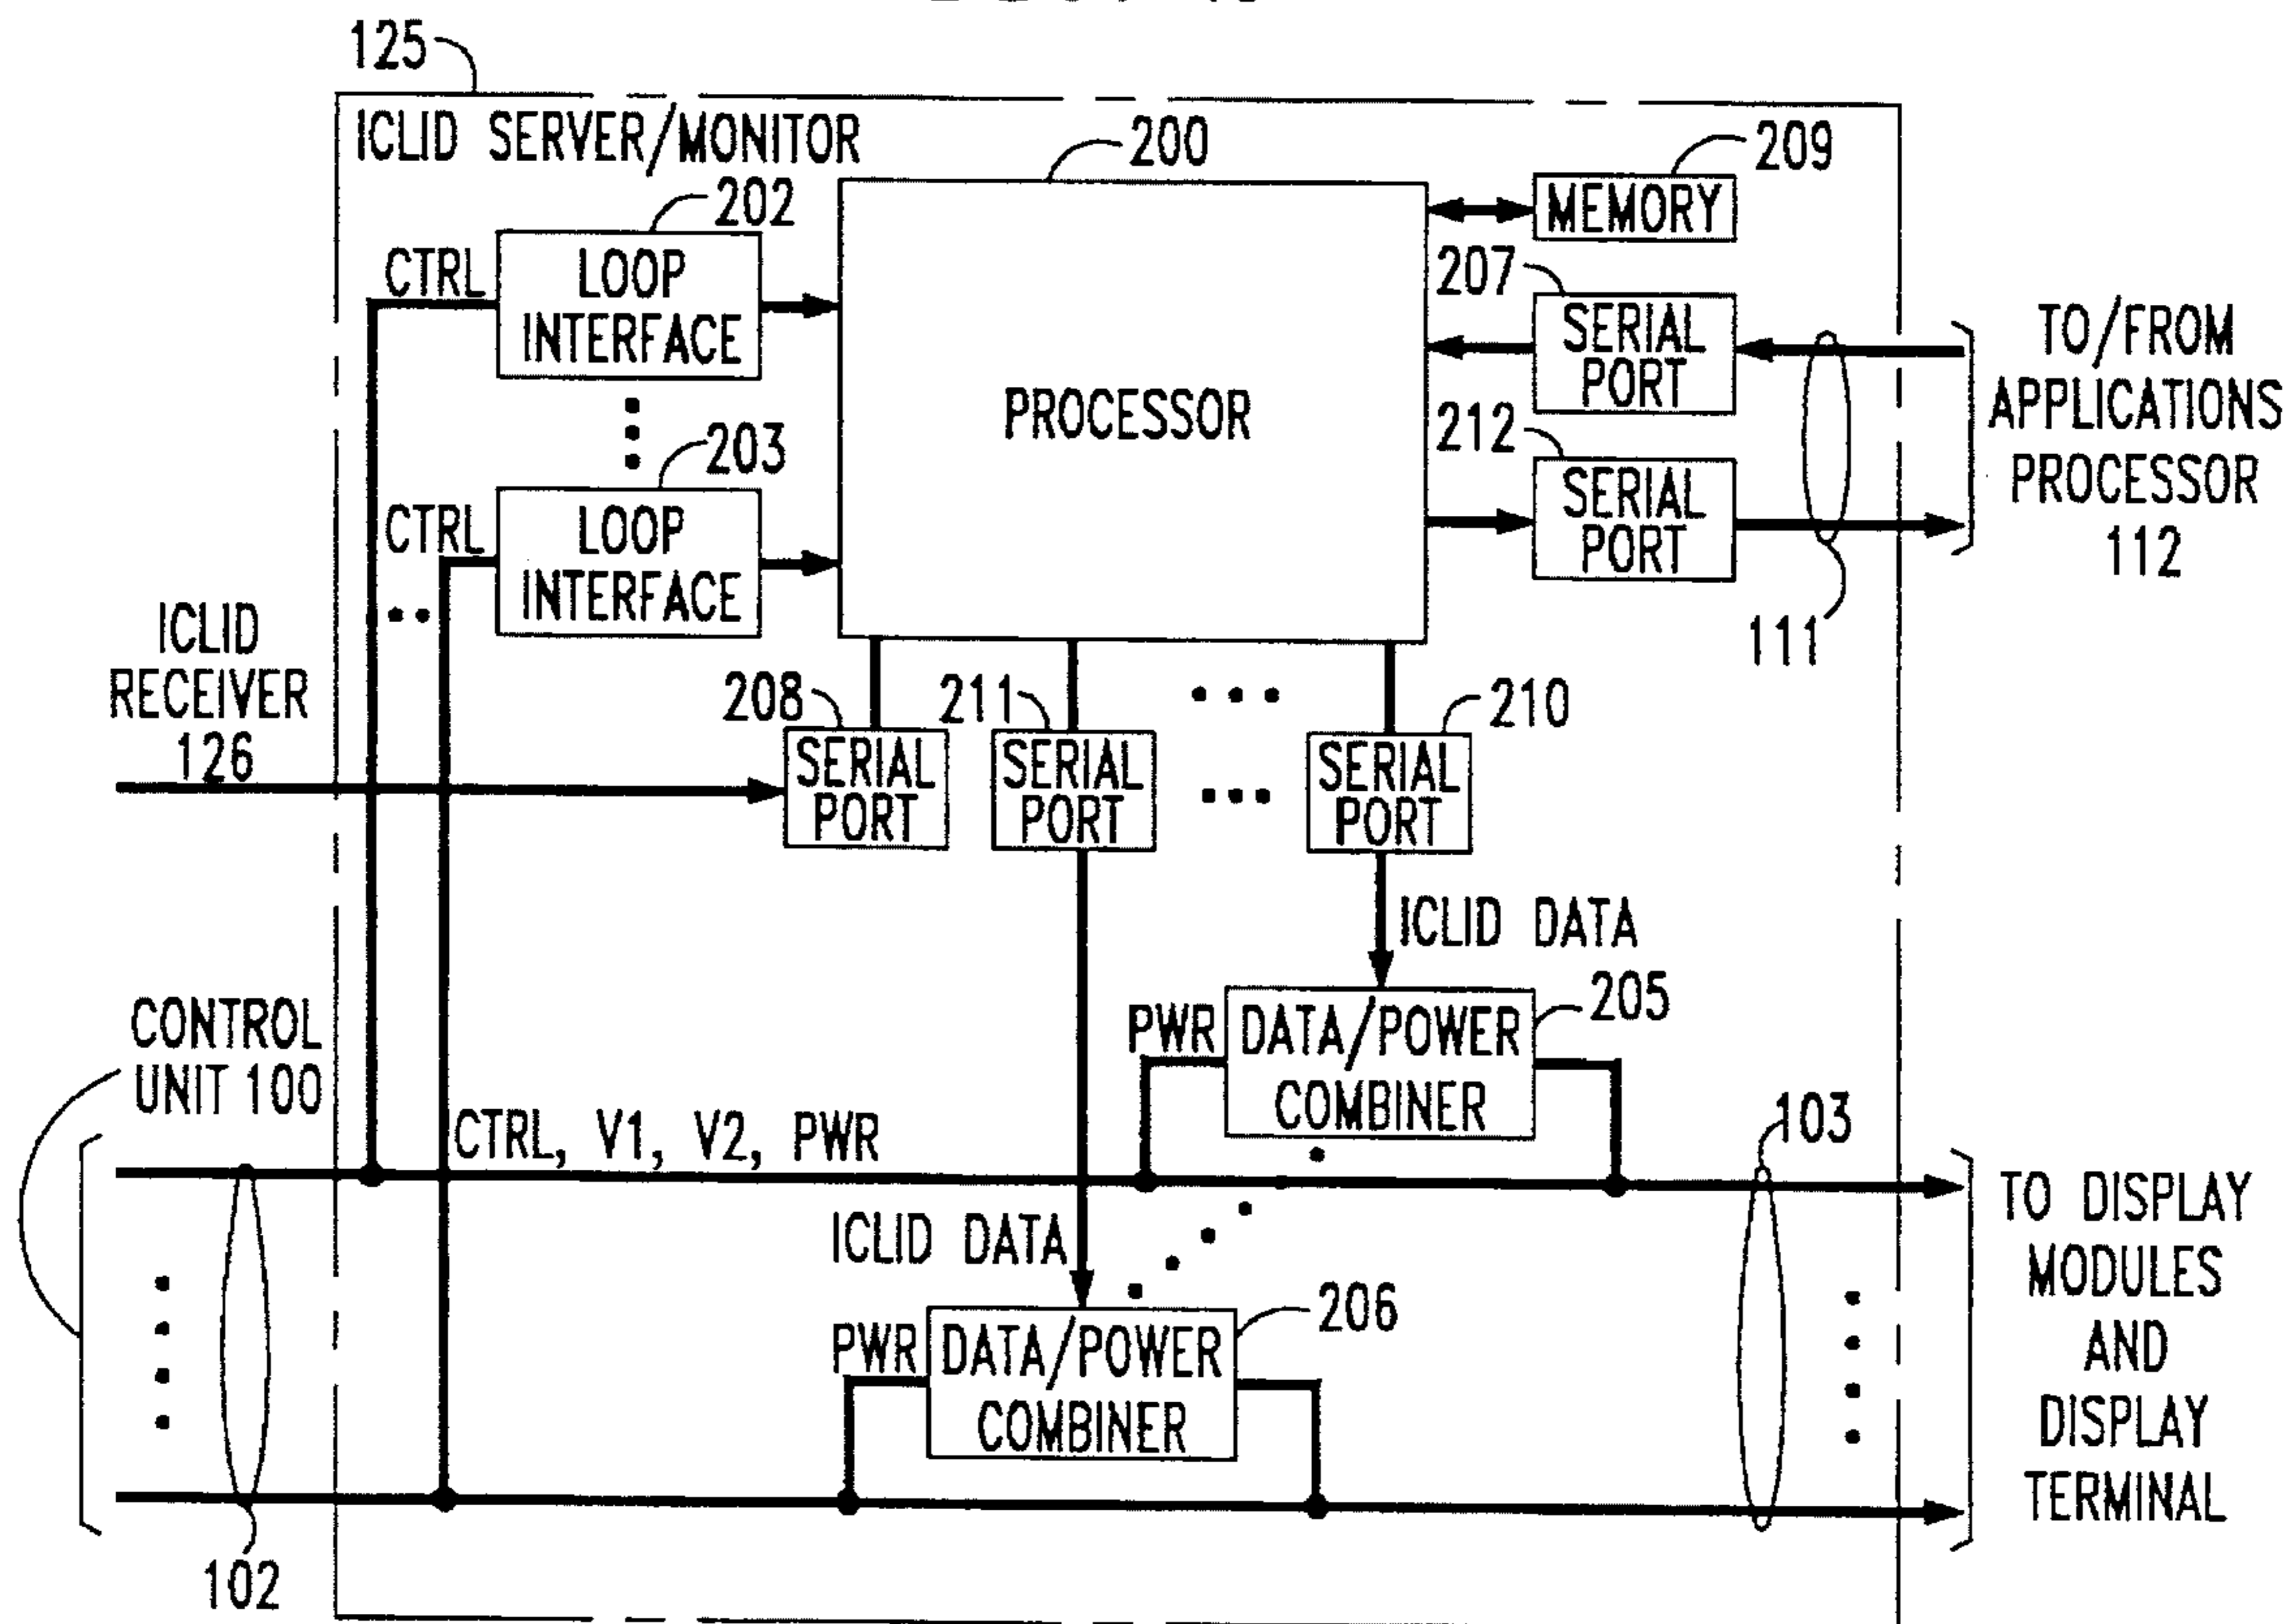 125
ICLID SERVER/MONITOR
200
209
MEMORY
202
CTRL
LOOP
INTERFACE
207
SERIAL
PORT
TO/FROM
APPLICATIONS
PROCESSOR
112
PROCESSOR
212
SERIAL
PORT
111
203
CTRL
LOOP
INTERFACE
ICLID
RECEIVER
126
208
SERIAL
PORT
211
SERIAL
PORT
210
SERIAL
PORT
ICLID DATA
205
PWR
DATA/POWER
COMBINER
CONTROL
UNIT 100
CTRL, V1, V2, PWR
103
ICLID DATA
206
PWR
DATA/POWER
COMBINER
TO DISPLAY
MODULES
AND
DISPLAY
TERMINAL
102